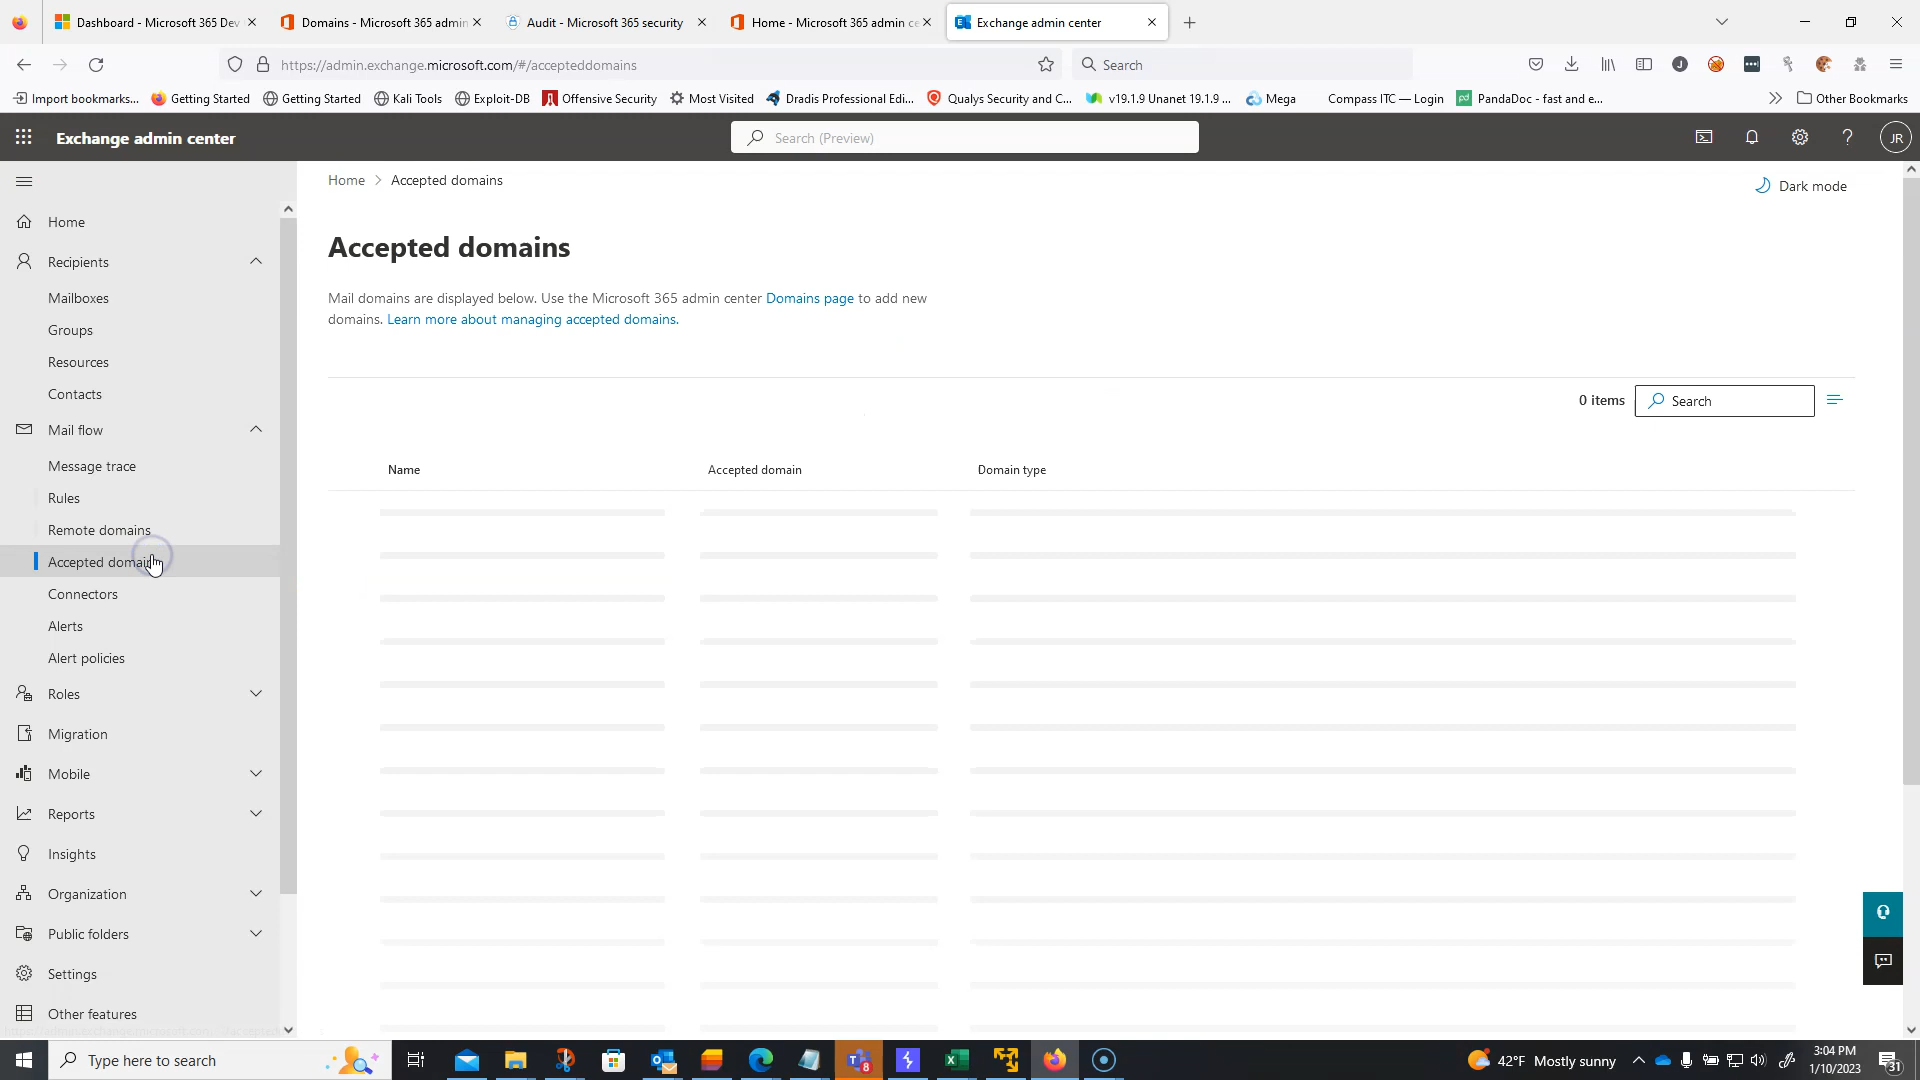 Dashboard - Microsoft 365 Dev
Domains - Microsoft 365 admin
Audit - Microsoft 365 security
Home - Microsoft 365 admin ce
Exchange admin center
https://admin.exchange.microsoft.com/#/accepteddomains
Search
Import bookmarks...
Getting Started
Getting Started
Kali Tools
Exploit-DB
Offensive Security
Most Visited
Dradis Professional Edi...
Qualys Security and C...
v19.1.9 Unanet 19.1.9 ...
Mega
Compass ITC — Login
PandaDoc - fast and e...
Other Bookmarks
Exchange admin center
Search (Preview)
JR
Home
Recipients
Mailboxes
Groups
Resources
Contacts
Mail flow
Message trace
Rules
Remote domains
Accepted domains
Connectors
Alerts
Alert policies
Roles
Migration
Mobile
Reports
Insights
Organization
Public folders
Settings
Other features
Home > Accepted domains
Dark mode
Accepted domains
Mail domains are displayed below. Use the Microsoft 365 admin center Domains page to add new
domains. Learn more about managing accepted domains.
0 items
Search
Name
Accepted domain
Domain type
Type here to search
8
42°F Mostly sunny
3:04 PM
1/10/2023
31